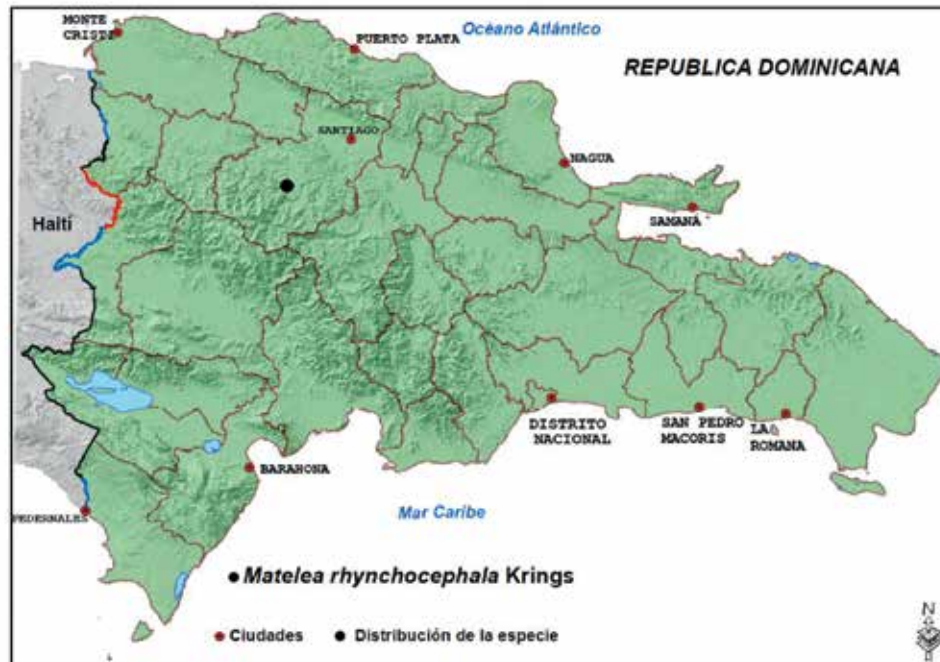 MONTE
CRISTI
PUERTO PLATA
Océano Atlántico
REPUBLICA DOMINICANA
SANTIAGO
NAGUA
Haití
SAMANÁ
DISTRITO
NACIONAL
SAN PEDRO
MACORIS
LA
ROMANA
BARAHONA
PEDERNALES
Mar Caribe
Matelea rhynchocephala Krings
Ciudades
Distribución de la especie
N